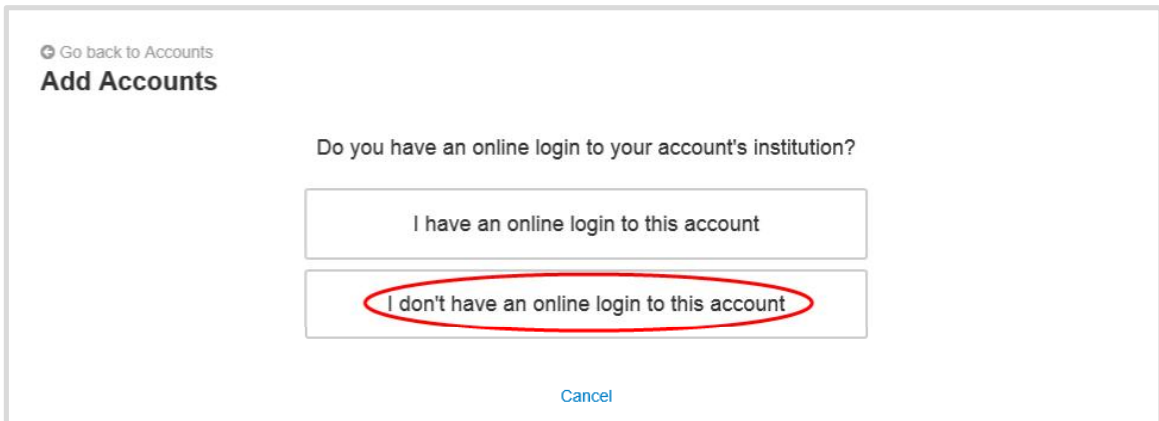 Go back to Accounts
Add Accounts
Do you have an online login to your account's institution?
I have an online login to this account
I don't have an online login to this account
Cancel